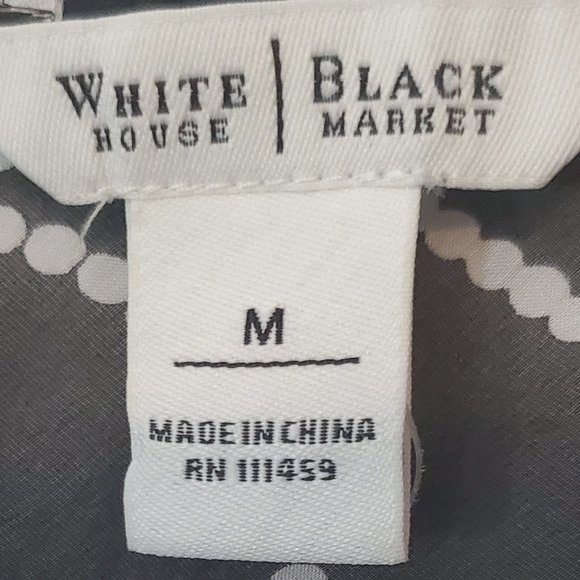 WHITE | BLACK
HOUSE | MARKET
M
MADE IN CHINA
RN 111459